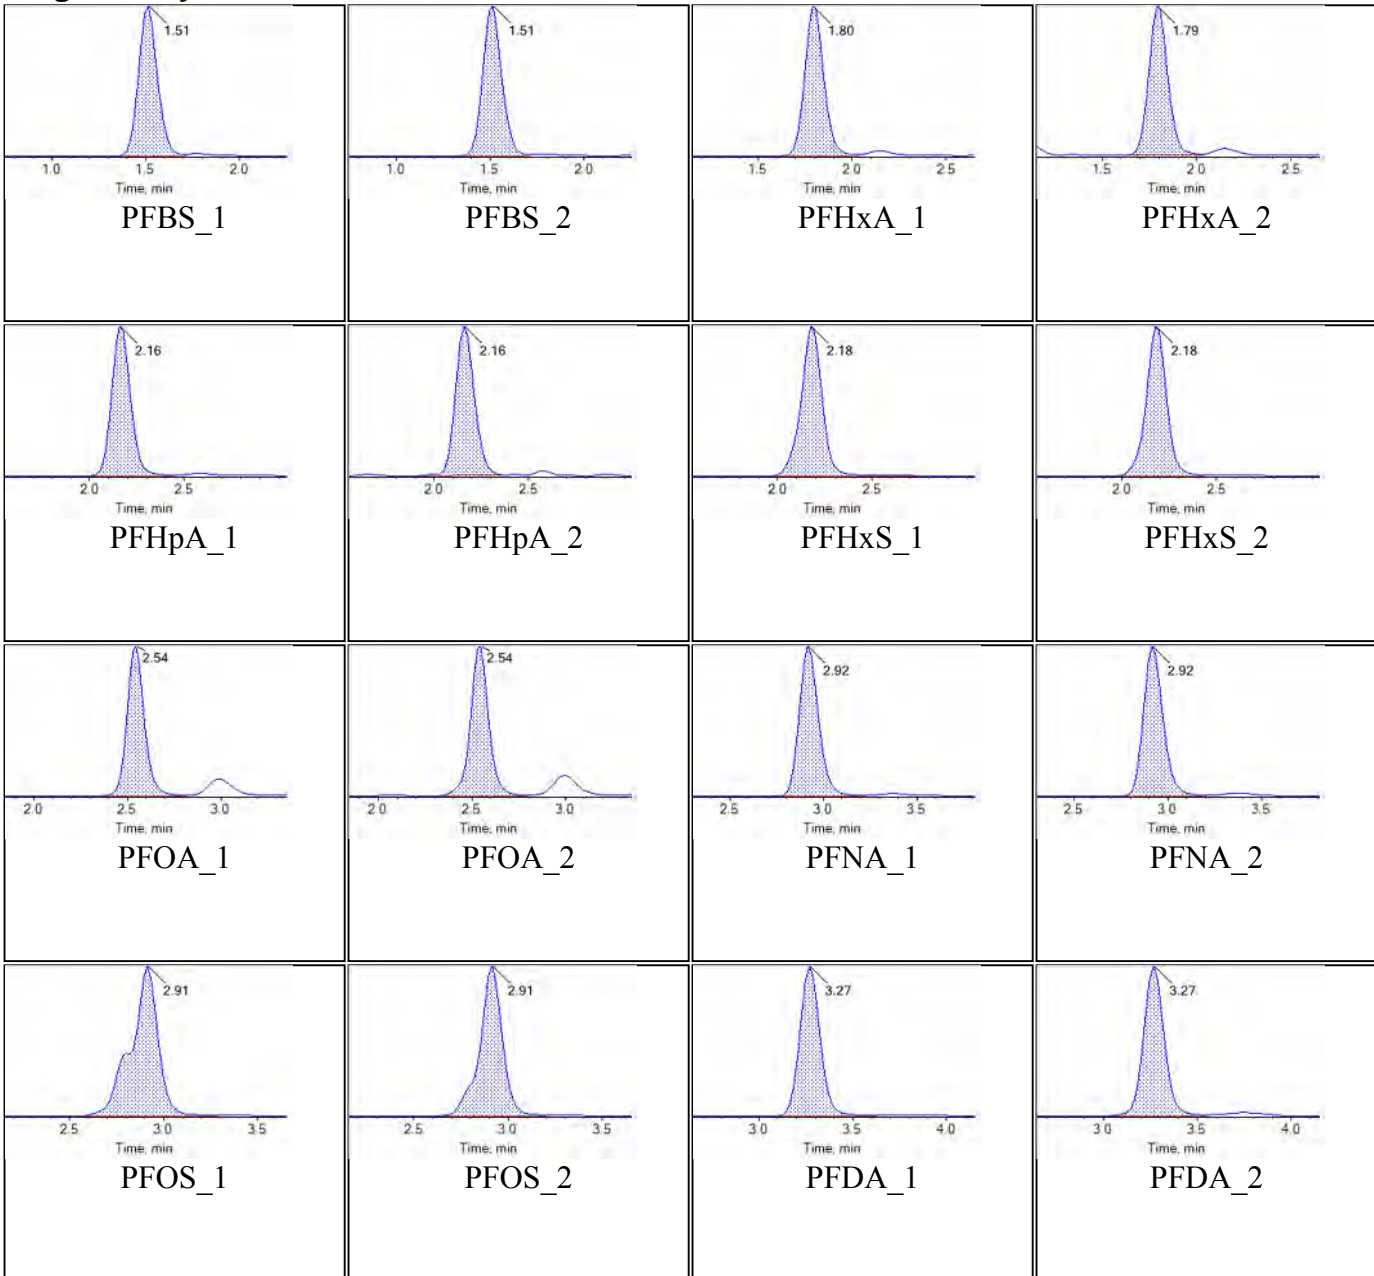 1.51 1.51 1.80 1.79
1.0 1.5 2.0 1.0 1.5 2.0 1.5 2.0 2.5 1.5 2.0 2.5
Time, min Time, min Time, min Time, min
PFBS_1 PFBS_2 PFHxA_1 PFHxA_2
2.16 2.16 2.18 2.18
2.0 2.5 2.0 2.5 2.0 2.5 2.0 2.5
Time, min Time, min Time, min Time, min
PFHpA_1 PFHpA_2 PFHxS_1 PFHxS_2
2.54 2.54 2.92 2.92
2.0 2.5 3.0 2.0 2.5 3.0 2.5 3.0 3.5 2.5 3.0 3.5
Time, min Time, min Time, min Time, min
PFOA_1 PFOA_2 PFNA_1 PFNA_2
2.91 2.91 3.27 3.27
2.5 3.0 3.5 2.5 3.0 3.5 3.0 3.5 4.0 3.0 3.5 4.0
Time, min Time, min Time, min Time, min
PFOS_1 PFOS_2 PFDA_1 PFDA_2